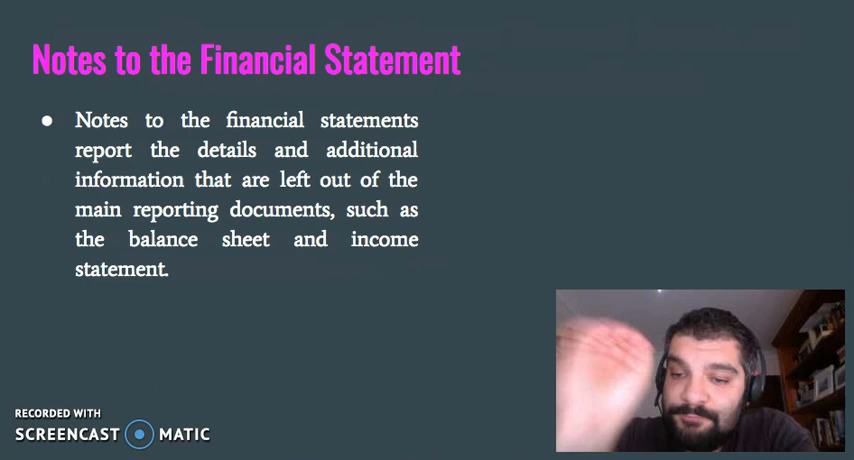 Notes to the Financial Statement
● Notes to the financial statements
report the details and additional
information that are left out of the
main reporting documents, such as
the balance sheet and income
statement.
RECORDED WITH
SCREENCAST MATIC